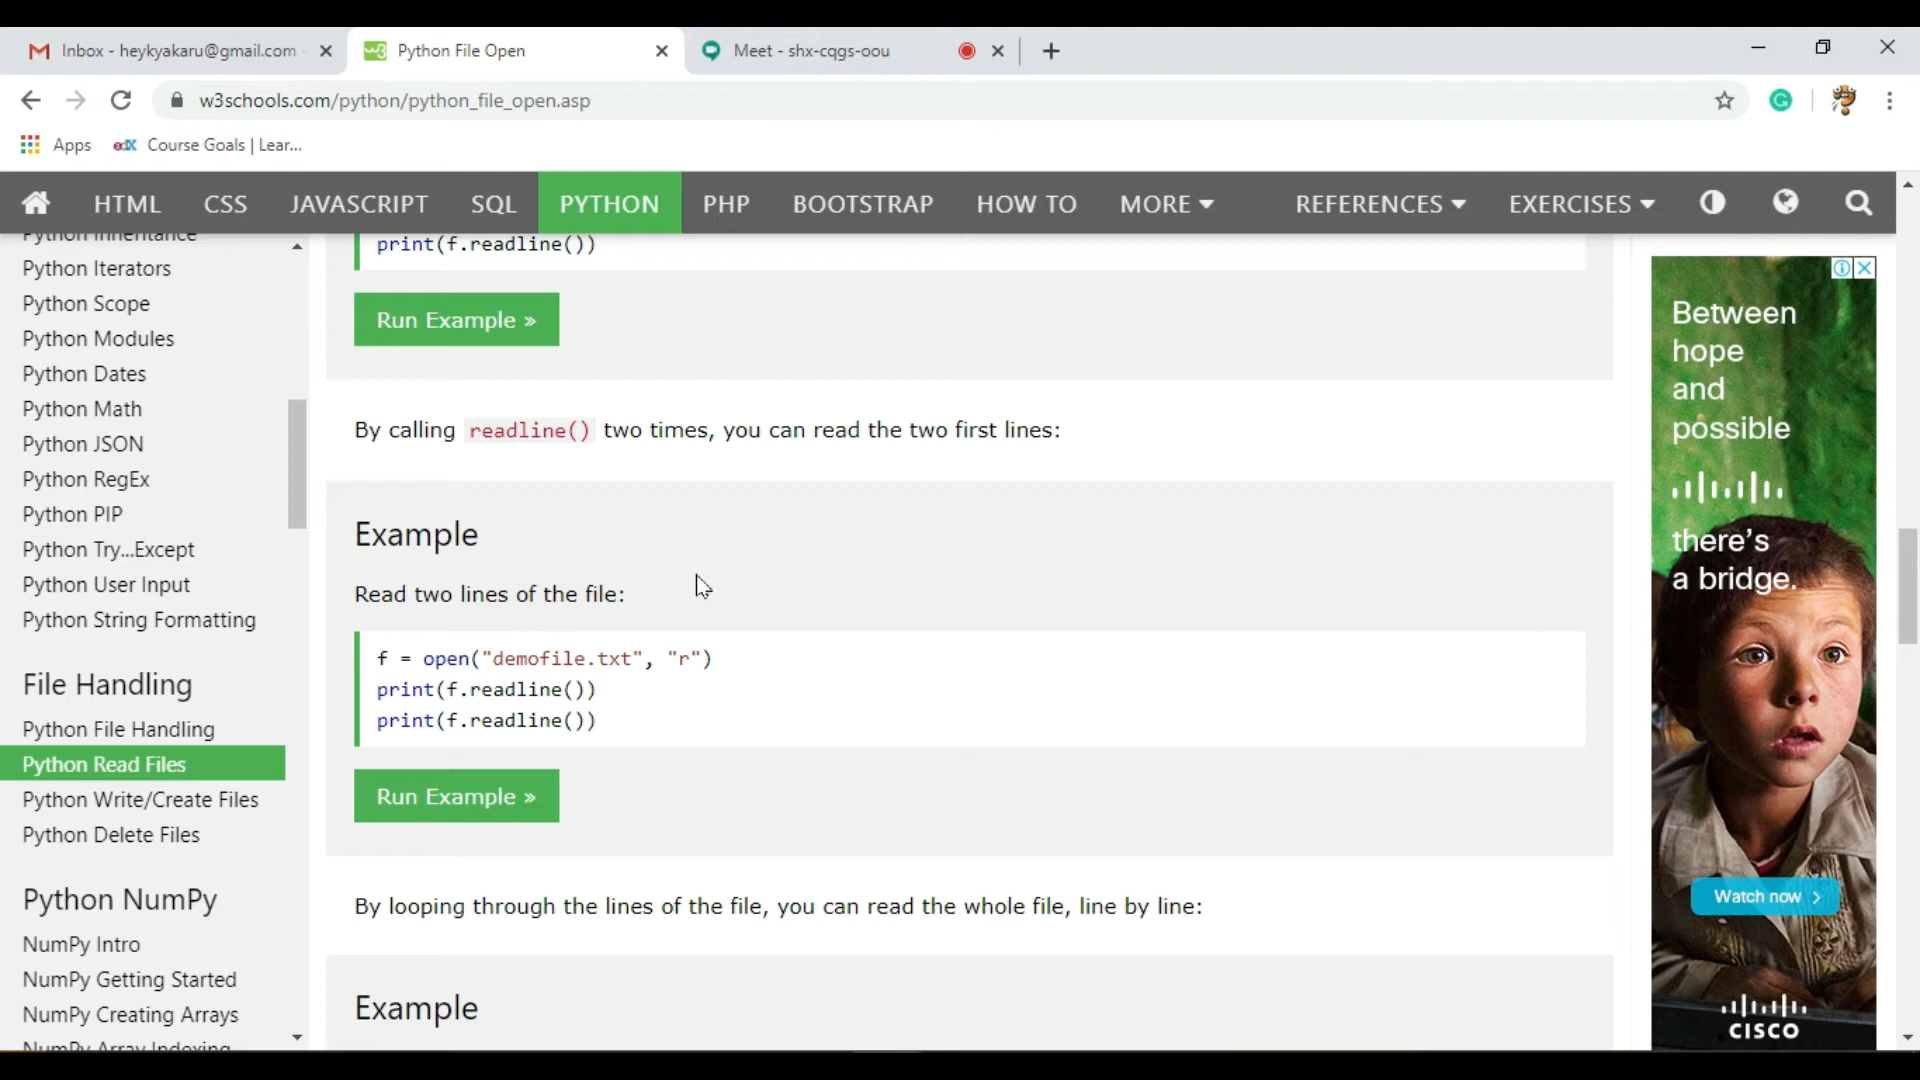 Inbox - heykyakaru@gmail.com -
Python File Open
Meet - shx-cqgs-oou
w3schools.com/python/python_file_open.asp
Apps
edX Course Goals | Lear...
HTML CSS JAVASCRIPT SQL PYTHON PHP BOOTSTRAP HOW TO MORE REFERENCES EXERCISES
Python Inheritance
Python Iterators
Python Scope
Python Modules
Python Dates
Python Math
Python JSON
Python RegEx
Python PIP
Python Try...Except
Python User Input
Python String Formatting
File Handling
Python File Handling
Python Read Files
Python Write/Create Files
Python Delete Files
Python NumPy
NumPy Intro
NumPy Getting Started
NumPy Creating Arrays
NumPy Array Indexing
print(f.readline())
Run Example »
By calling readline() two times, you can read the two first lines:
Example
Read two lines of the file:
f = open("demofile.txt", "r")
print(f.readline())
print(f.readline())
Run Example »
By looping through the lines of the file, you can read the whole file, line by line:
Example
Between
hope
and
possible
there's
a bridge.
Watch now
CISCO